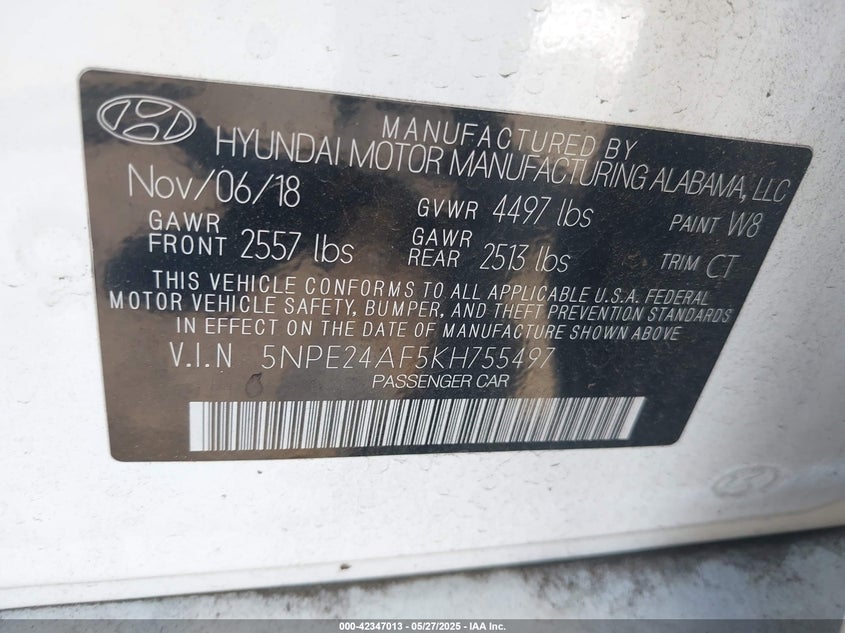 MANUFACTURED BY
HYUNDAI MOTOR MANUFACTURING ALABAMA, LLC
Nov/06/18 GVWR 4497 lbs PAINT W8
GAWR FRONT 2557 lbs GAWR REAR 2513 lbs TRIM CT
THIS VEHICLE CONFORMS TO ALL APPLICABLE U.S.A. FEDERAL
MOTOR VEHICLE SAFETY, BUMPER, AND THEFT PREVENTION STANDARDS
IN EFFECT ON THE DATE OF MANUFACTURE SHOWN ABOVE
V.I.N 5NPE24AF5KH755497
PASSENGER CAR
000-42347013 - 05/27/2025 - IAA Inc.